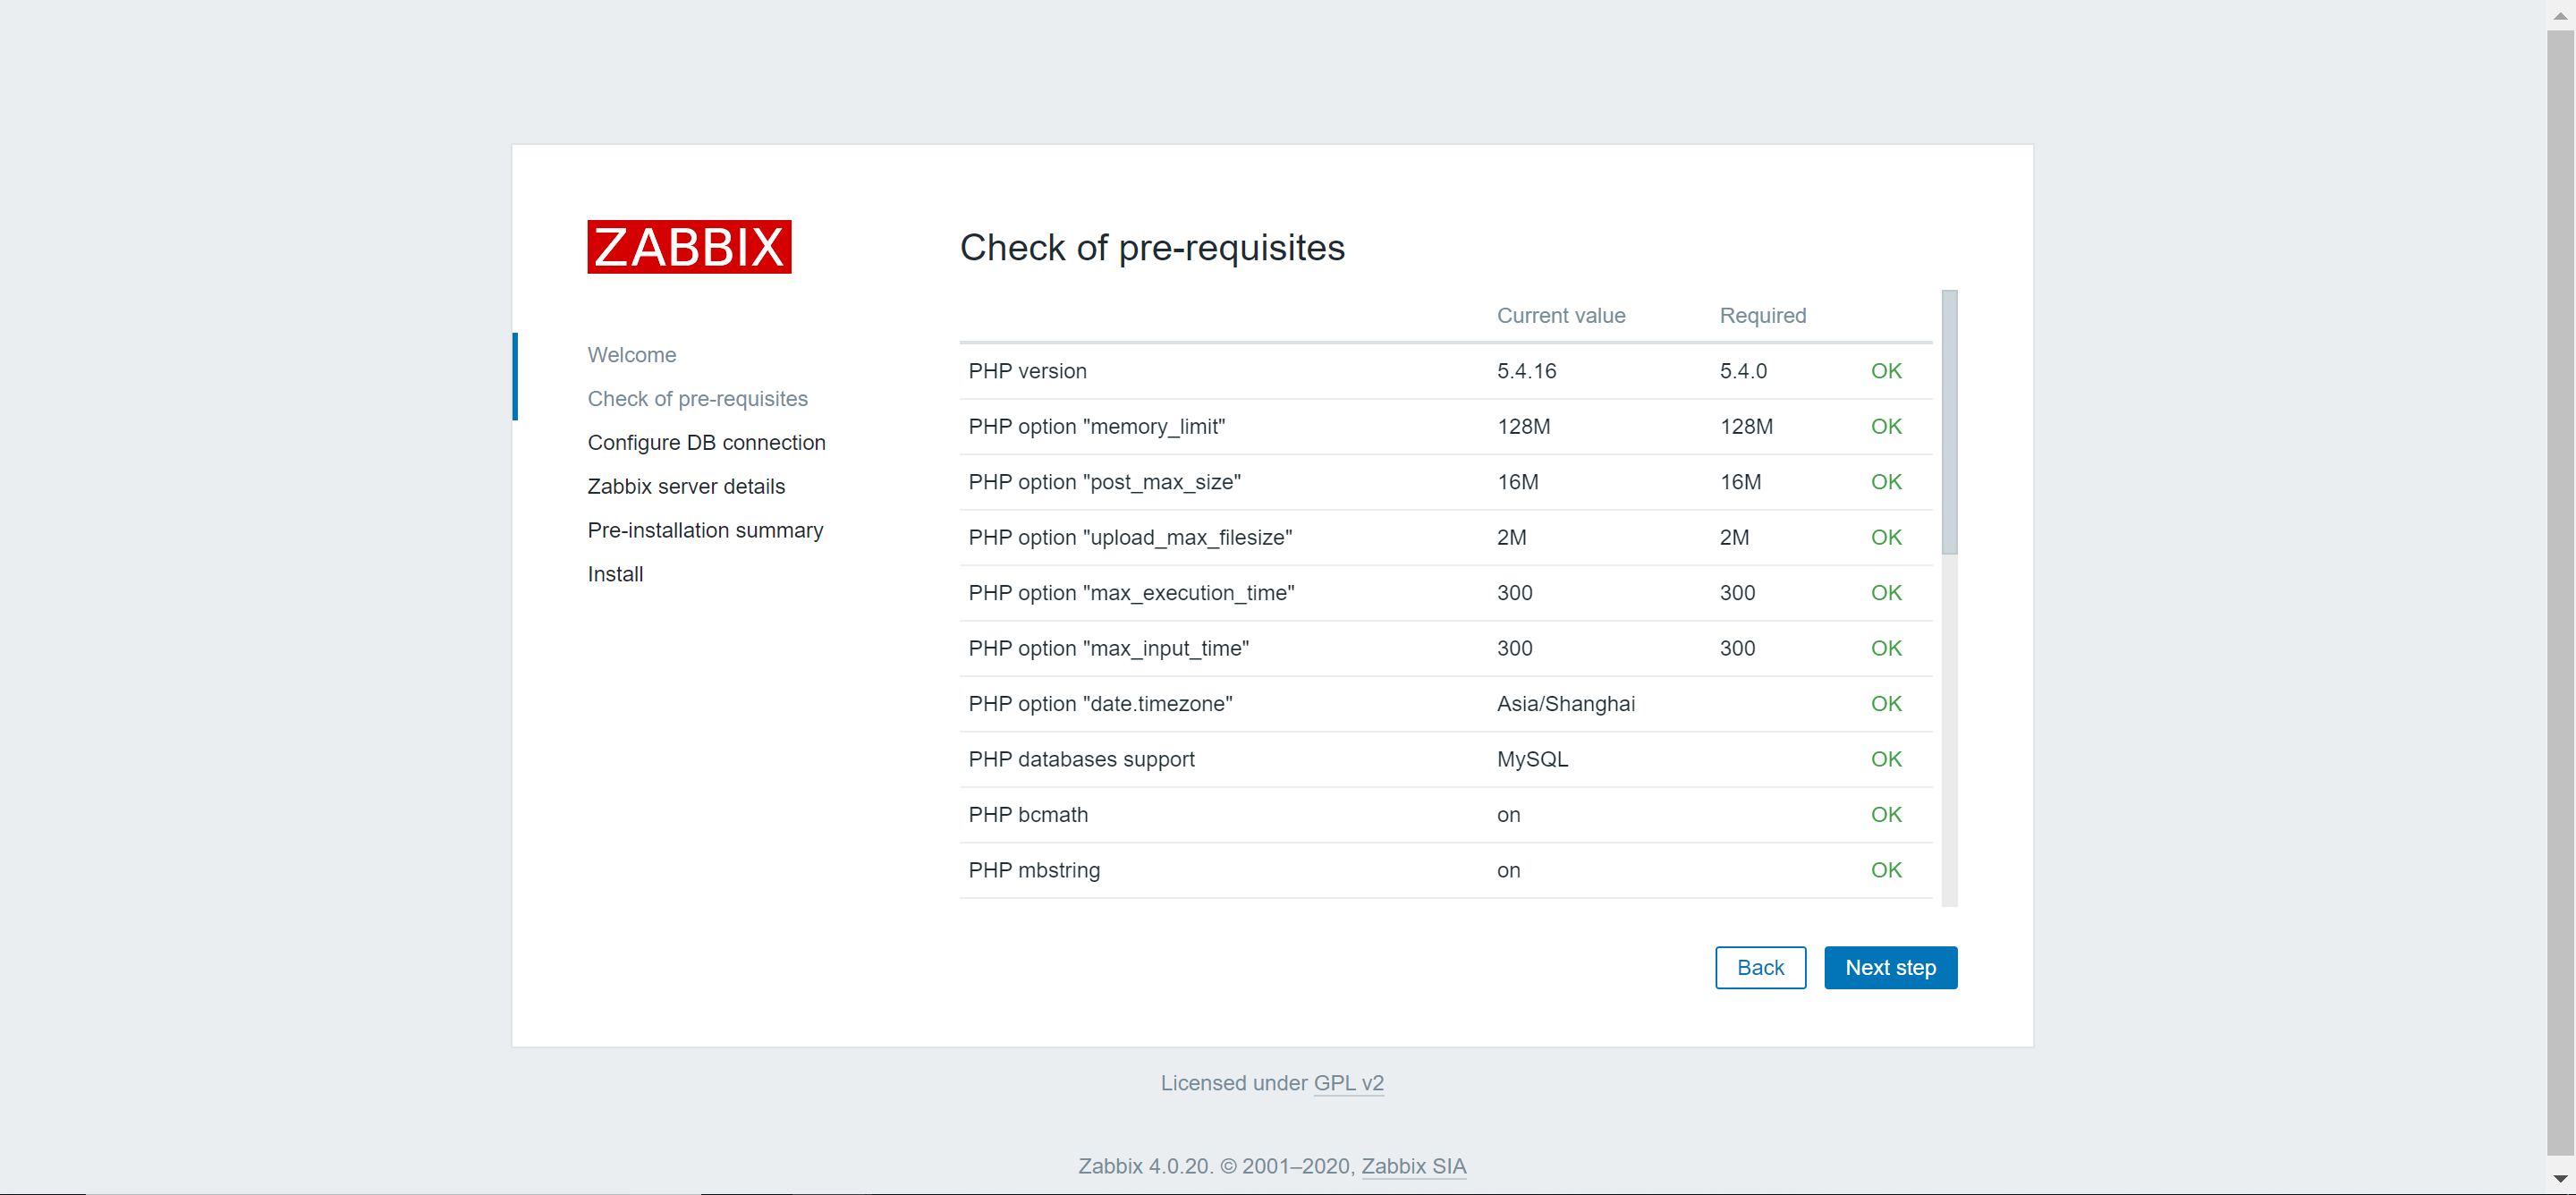 ZABBIX
Check of pre-requisites
Welcome
Check of pre-requisites
Configure DB connection
Zabbix server details
Pre-installation summary
Install
Current value Required
PHP version 5.4.16 5.4.0 OK
PHP option "memory_limit" 128M 128M OK
PHP option "post_max_size" 16M 16M OK
PHP option "upload_max_filesize" 2M 2M OK
PHP option "max_execution_time" 300 300 OK
PHP option "max_input_time" 300 300 OK
PHP option "date.timezone" Asia/Shanghai OK
PHP databases support MySQL OK
PHP bcmath on OK
PHP mbstring on OK
Back Next step
Licensed under GPL v2
Zabbix 4.0.20. © 2001–2020, Zabbix SIA